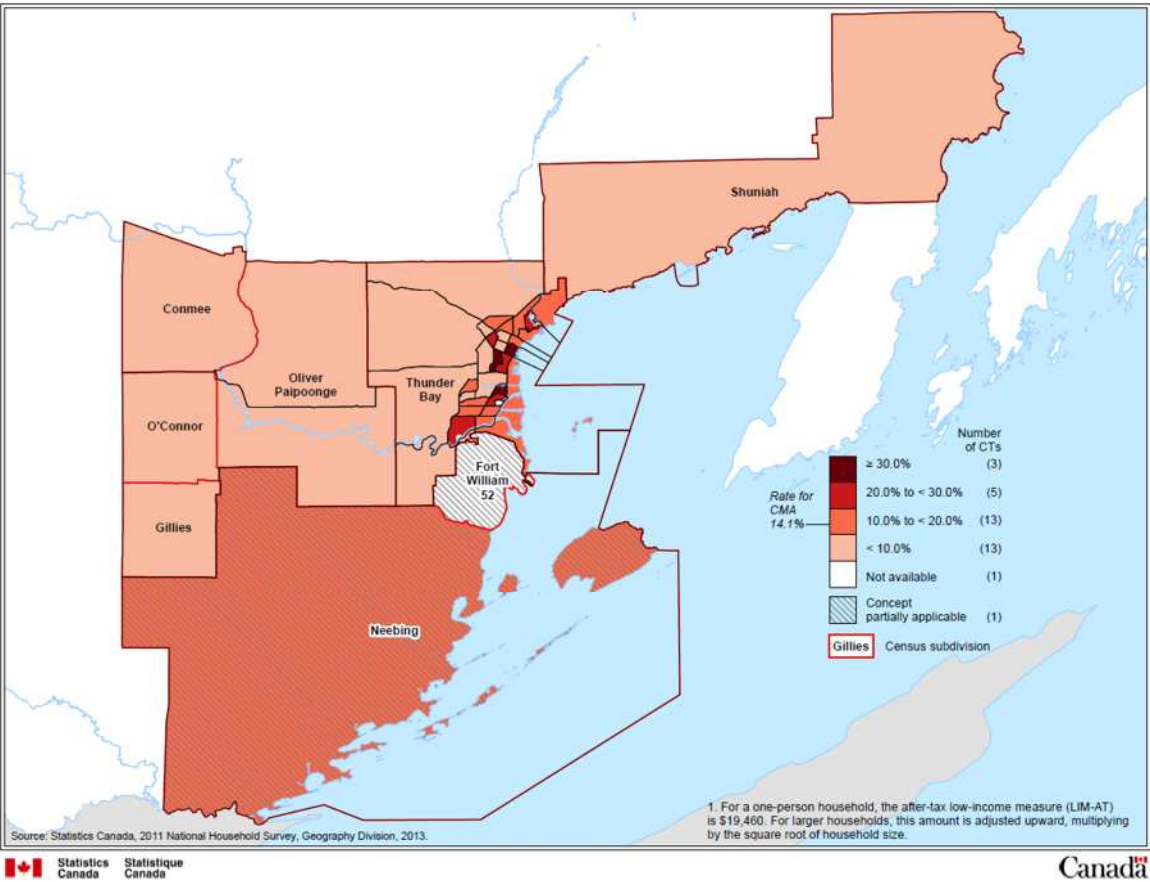 Shuniah
Conmee
Oliver
Paipoonge
Thunder
Bay
O'Connor
Fort
William
52
Gillies
Neebing
Number
of CTs
≥ 30.0% (3)
20.0% to < 30.0% (5)
Rate for
CMA
14.1%
10.0% to < 20.0% (13)
< 10.0% (13)
Not available (1)
Concept
partially applicable (1)
Gillies Census subdivision
1. For a one-person household, the after-tax low-income measure (LIM-AT)
is $19,460. For larger households, this amount is adjusted upward, multiplying
by the square root of household size.
Source: Statistics Canada, 2011 National Household Survey, Geography Division, 2013.
Statistics Statistique
Canada Canada
Canada